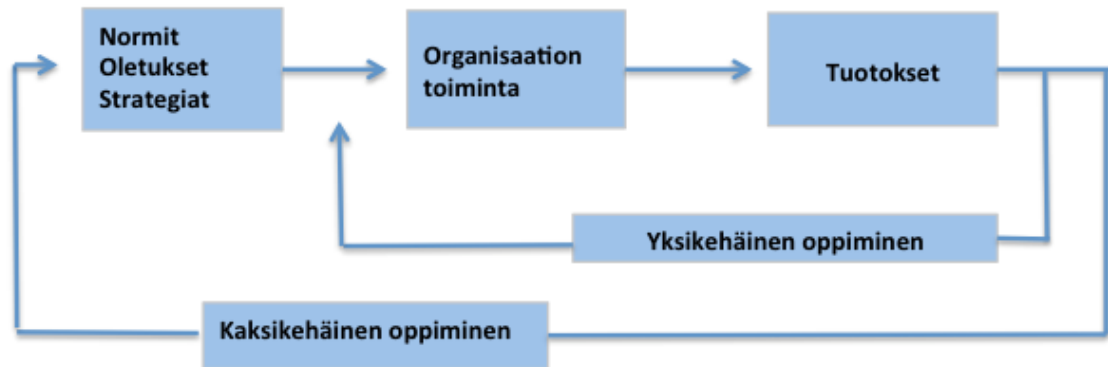 Normit
Oletukset
Strategiat
Organisaation
toiminta
Tuotokset
Yksikehäinen oppiminen
Kaksikehäinen oppiminen